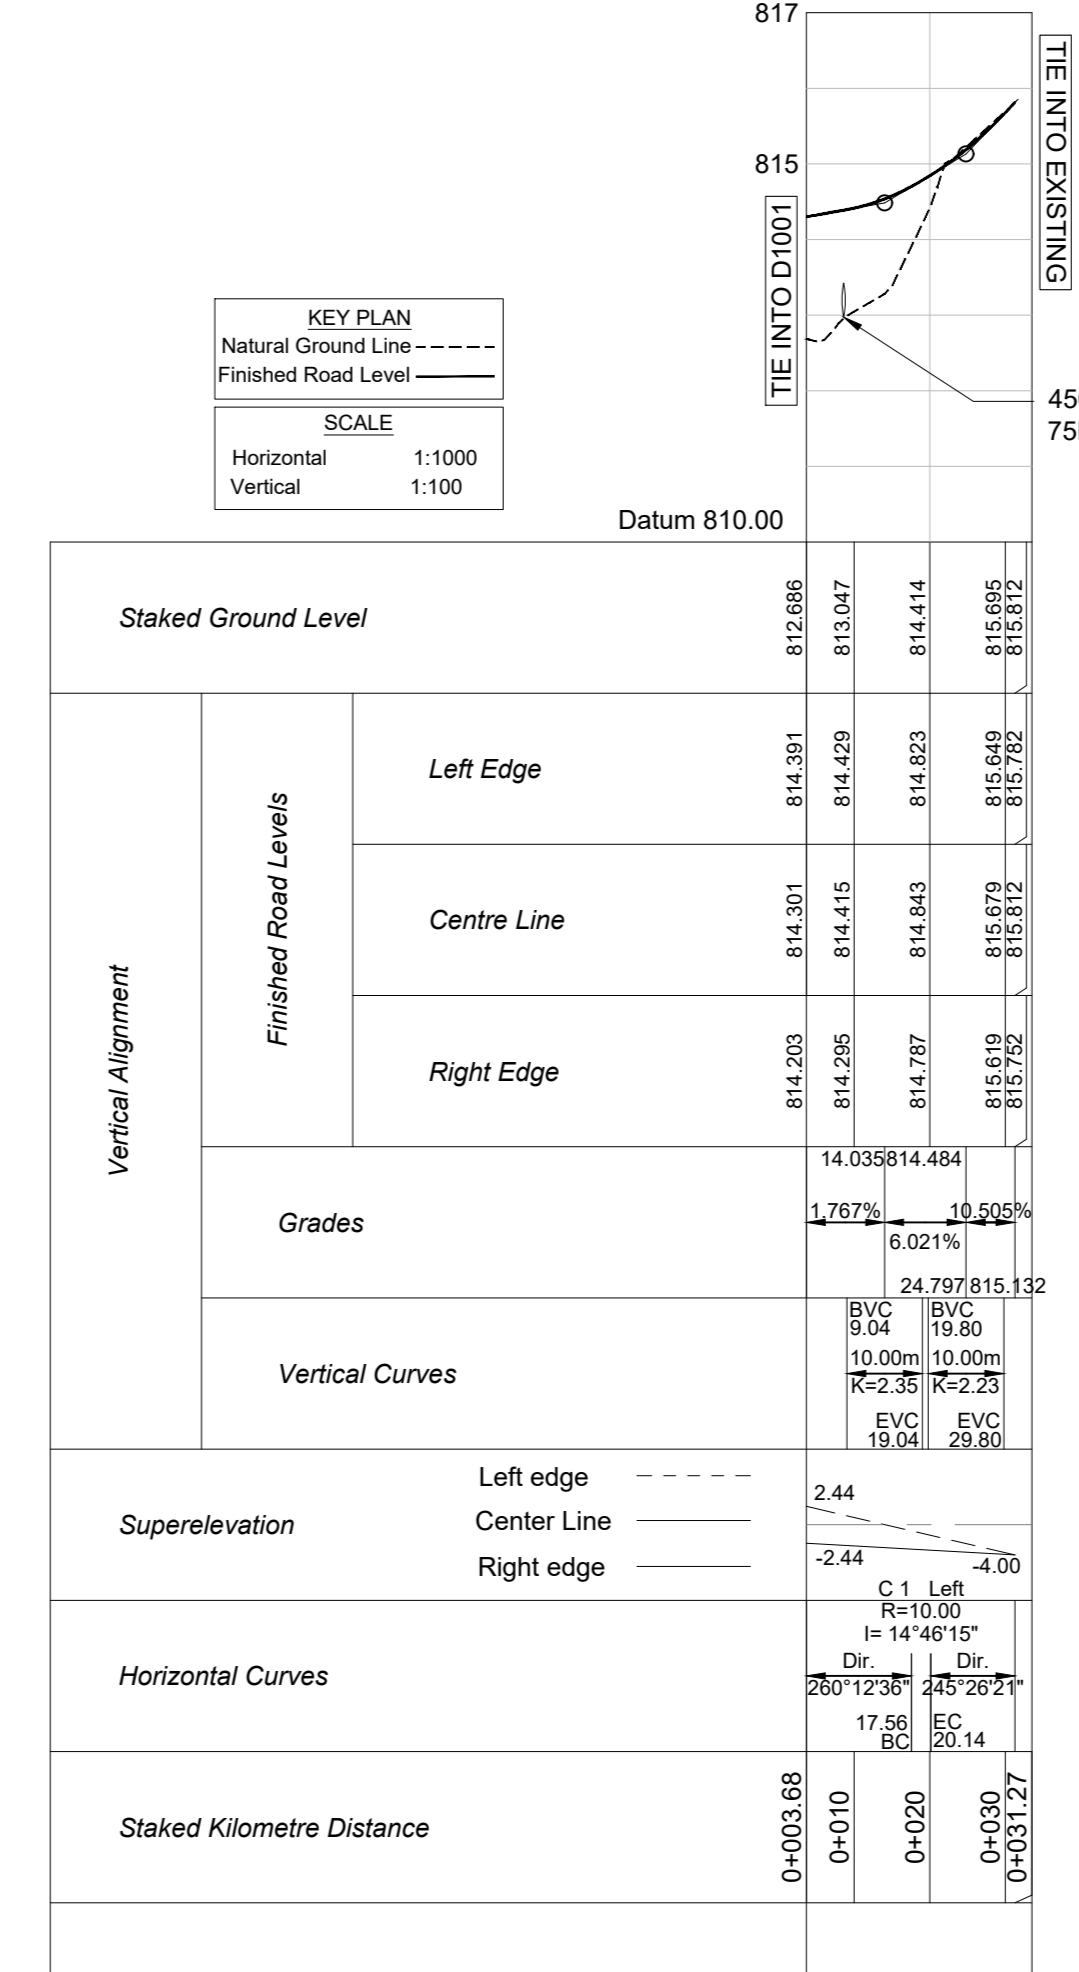 817
815
TIE INTO D1001
TIE INTO EXISTING
KEY PLAN
Natural Ground Line
Finished Road Level
SCALE
Horizontal 1:1000
Vertical 1:100
Datum 810.00
Staked Ground Level
812.686
813.047
814.414
815.695
815.812
Vertical Alignment
Finished Road Levels
Left Edge
814.391
814.429
814.823
815.649
815.782
Centre Line
814.301
814.415
814.843
815.679
815.812
Right Edge
814.203
814.295
814.787
815.619
815.752
Grades
14.035 814.484
1.767%
10.505%
6.021%
24.797 815.132
Vertical Curves
BVC
9.04
10.00m
K=2.35
EVC
19.04
BVC
19.80
10.00m
K=2.23
EVC
29.80
Superelevation
Left edge
Center Line
Right edge
2.44
-2.44
-4.00
Horizontal Curves
C 1 Left
R=10.00
I= 14°46'15"
Dir.
260°12'36"
Dir.
245°26'21"
17.56
BC
EC
20.14
Staked Kilometre Distance
0+003.68
0+010
0+020
0+030
0+031.27